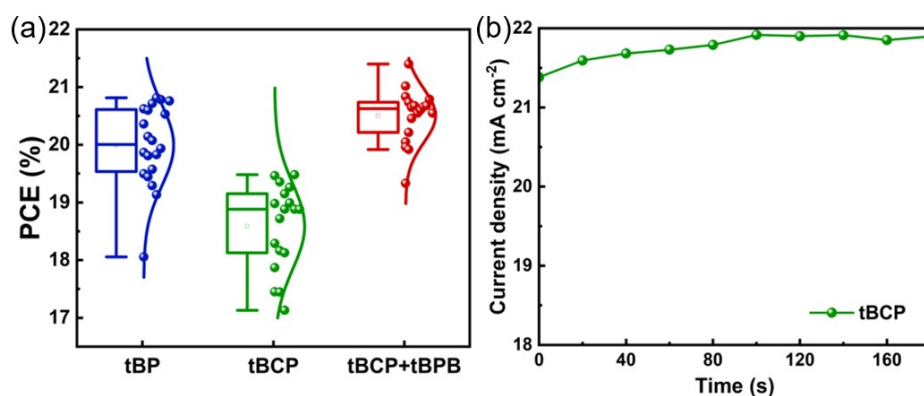 (a)
PCE (%)
22
21
20
19
18
17
tBP
tBCP
tBCP+tBPB
(b)
Current density (mA cm⁻²)
22
21
20
19
18
tBCP
0
40
80
120
160
Time (s)